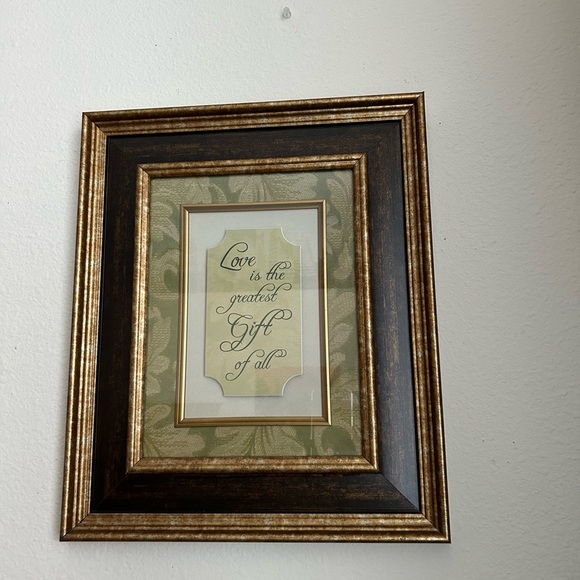 Love
is the
greatest
Gift
of all